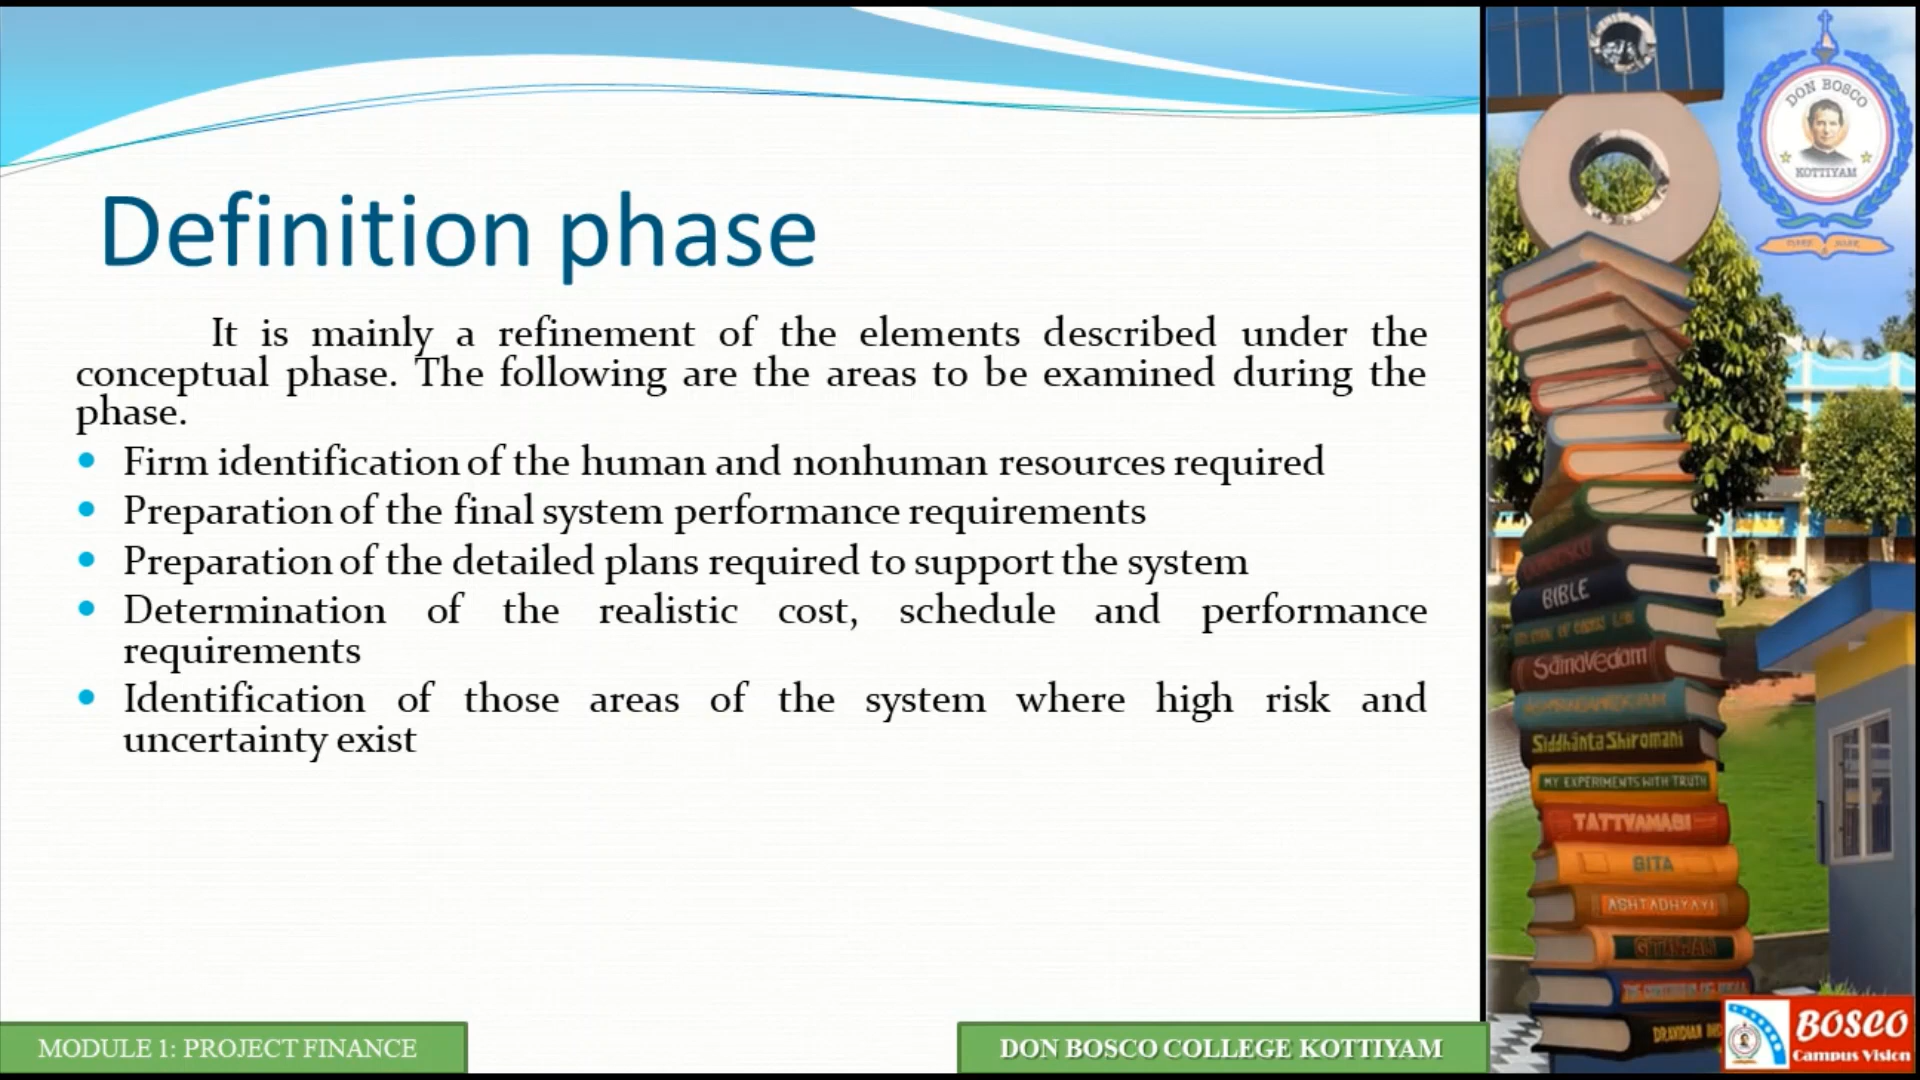 Definition phase
It is mainly a refinement of the elements described under the
conceptual phase. The following are the areas to be examined during the
phase.
• Firm identification of the human and nonhuman resources required
• Preparation of the final system performance requirements
• Preparation of the detailed plans required to support the system
• Determination of the realistic cost, schedule and performance
requirements
• Identification of those areas of the system where high risk and
uncertainty exist
MODULE 1: PROJECT FINANCE
DON BOSCO COLLEGE KOTTIYAM
DON BOSCO
KOTTIYAM
BIBLE
SamaVedam
Siddhānta Shiromani
MY EXPERIMENTS WITH TRUTH
TATTVAMASI
GITA
ASHTADHYAYI
GITANJALI
BOSCO
Campus Vision